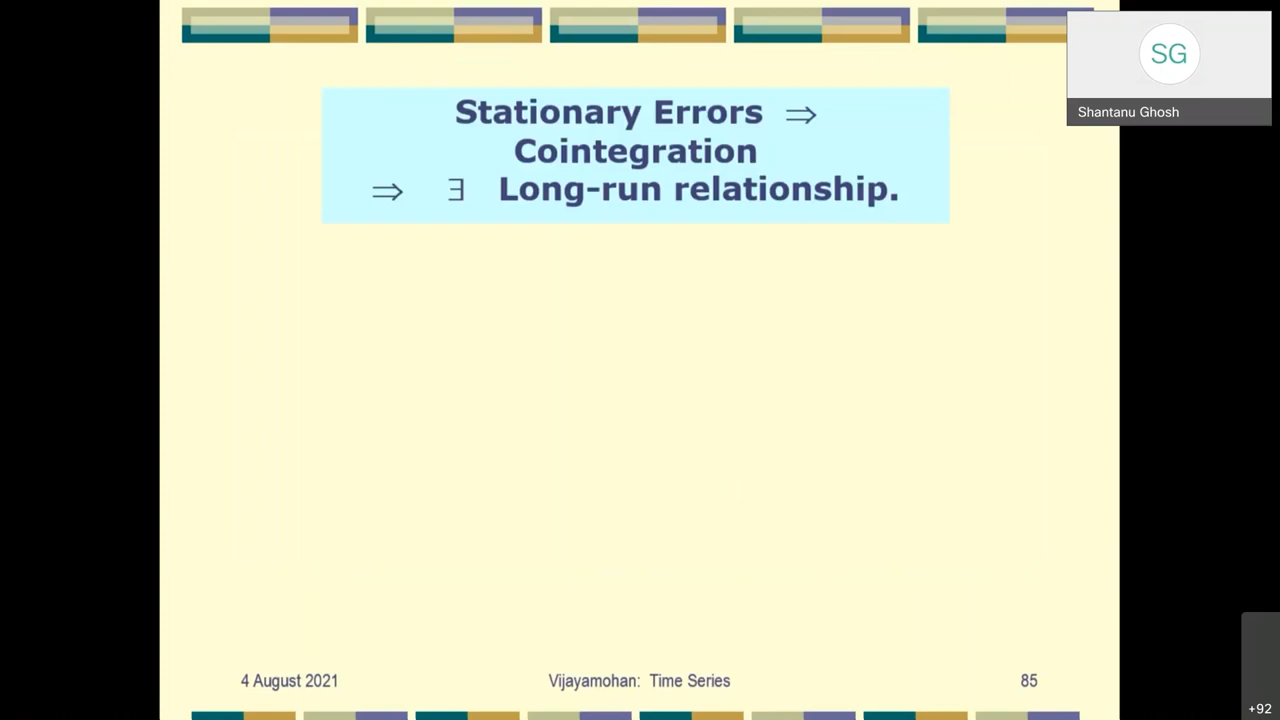 Stationary Errors ⇒
Cointegration
⇒ ∃ Long-run relationship.
SG
Shantanu Ghosh
4 August 2021 Vijayamohan: Time Series 85
+92